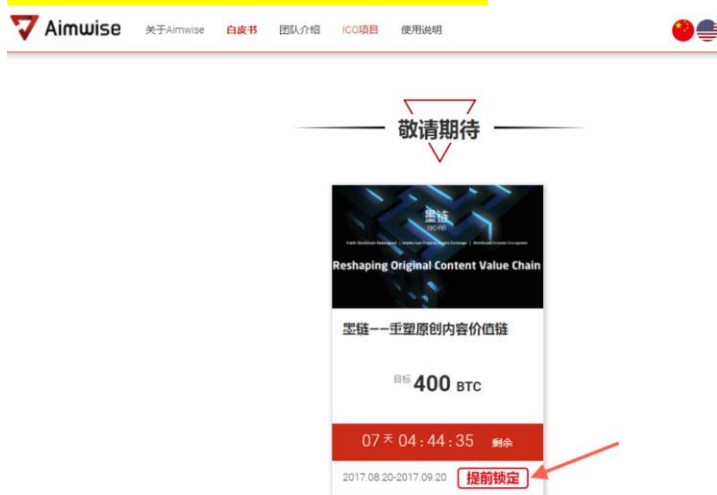 Aimwise 关于Aimwise 白皮书 团队介绍 ICO项目 使用说明
敬请期待
墨链
Reshaping Original Content Value Chain
墨链——重塑原创内容价值链
目标 400 BTC
07天 04:44:35 剩余
2017.08.20-2017.09.20 提前锁定